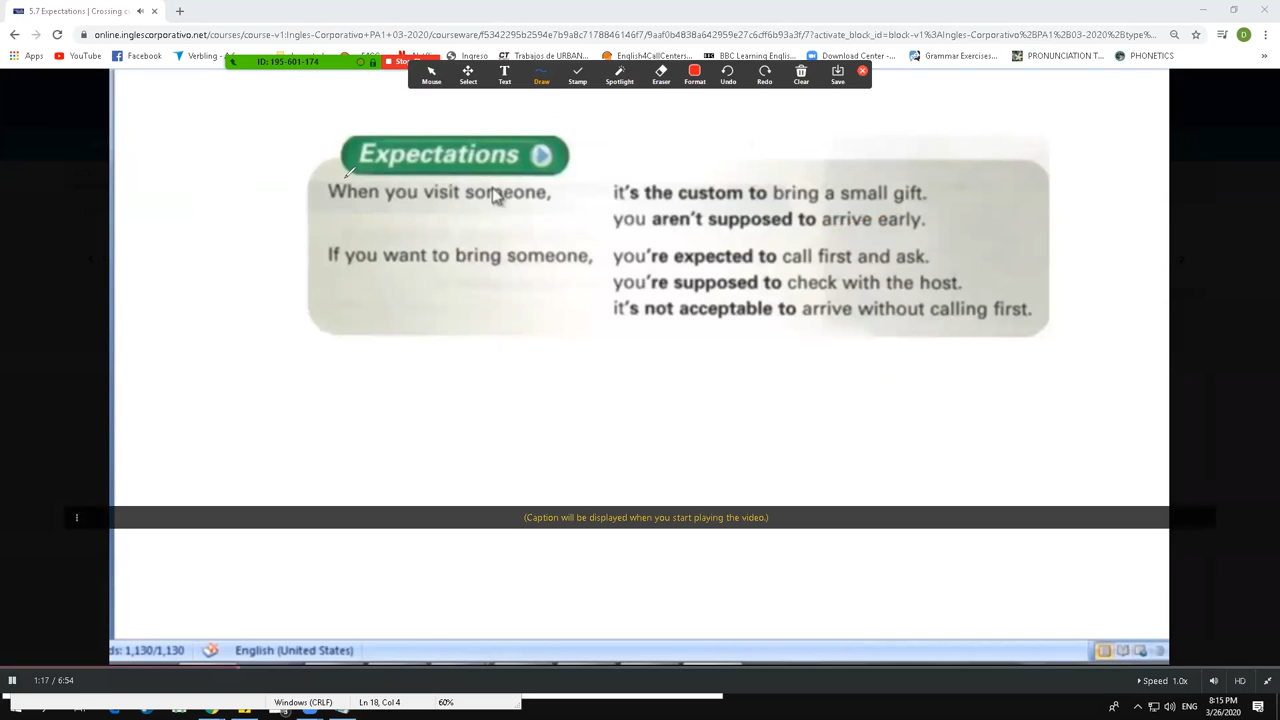 5.7 Expectations | Crossing c
online.inglescorporativo.net/courses/course-v1:Ingles-Corporativo+PA1+03-2020/courseware/f5342295b2594e7b9a8c7178846146f7/9aaf0b4838a642959e27c6df6b93a3f7?activate_block_id=block-v1%3AIngles-Corporativo%2BPA1%2B03-2020%2Btype...
Apps YouTube Facebook Verbling Ingreso Trabajos de URBAN... English4CallCenters... BBC Learning Englis... Download Center -... Grammar Exercises... PRONUNCIATION T... PHONETICS »
ID: 195-601-174
Mouse Select Text Draw Stamp Spotlight Eraser Format Undo Redo Clear Save
Expectations
When you visit someone, it's the custom to bring a small gift.
you aren't supposed to arrive early.
If you want to bring someone, you're expected to call first and ask.
you're supposed to check with the host.
it's not acceptable to arrive without calling first.
(Caption will be displayed when you start playing the video.)
ds: 1,130/1,130 English (United States)
1:17 / 6:54 Speed 1.0x HD
Windows (CRLF) Ln 18, Col 4 60%
ENG 8:15 PM
3/26/2020